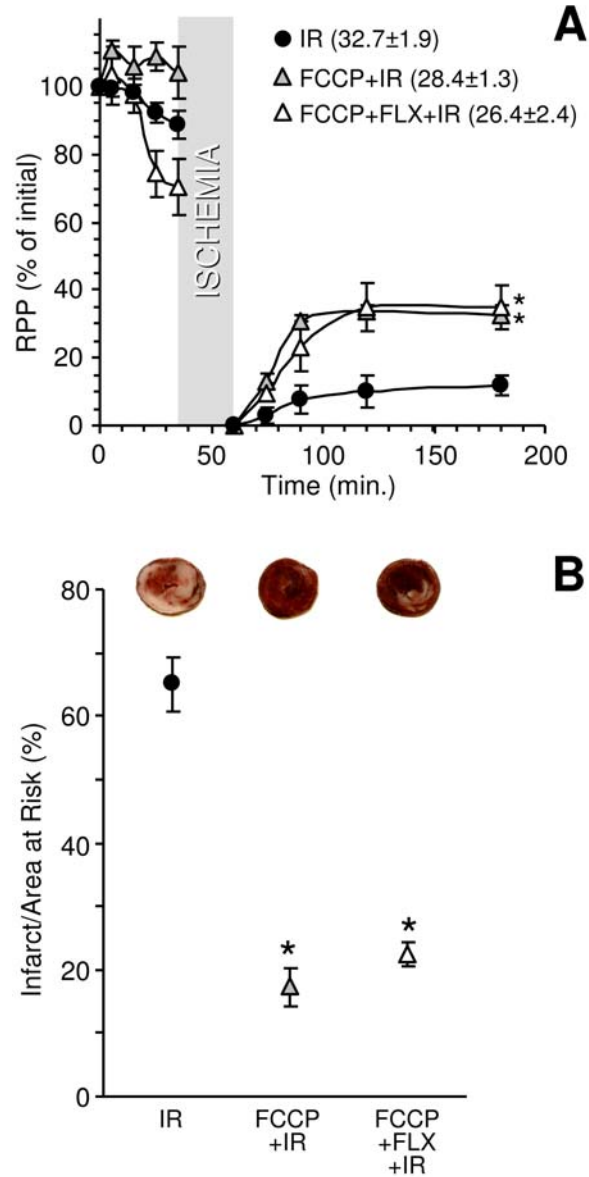 A
IR (32.7±1.9)
FCCP+IR (28.4±1.3)
FCCP+FLX+IR (26.4±2.4)
RPP (% of initial)
100
80
60
40
20
0
ISCHEMIA
*
*
0
50
100
150
200
Time (min.)
B
Infarct/Area at Risk (%)
80
60
40
20
0
*
*
IR
FCCP
+IR
FCCP
+FLX
+IR